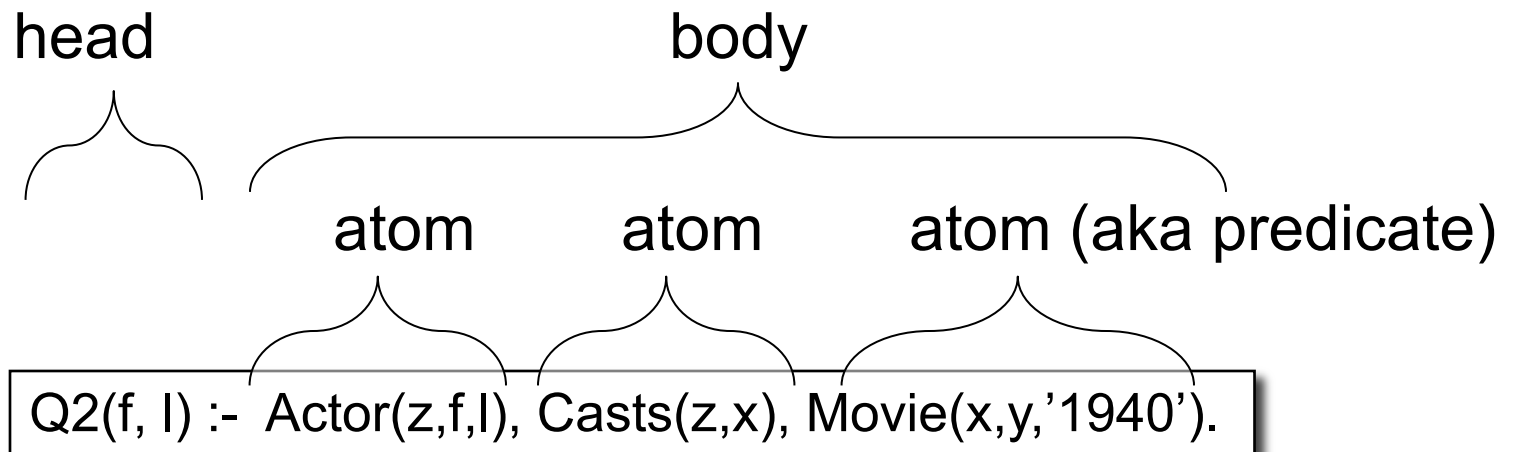 head body
atom atom atom (aka predicate)
Q2(f, l) :- Actor(z,f,l), Casts(z,x), Movie(x,y,’1940’).